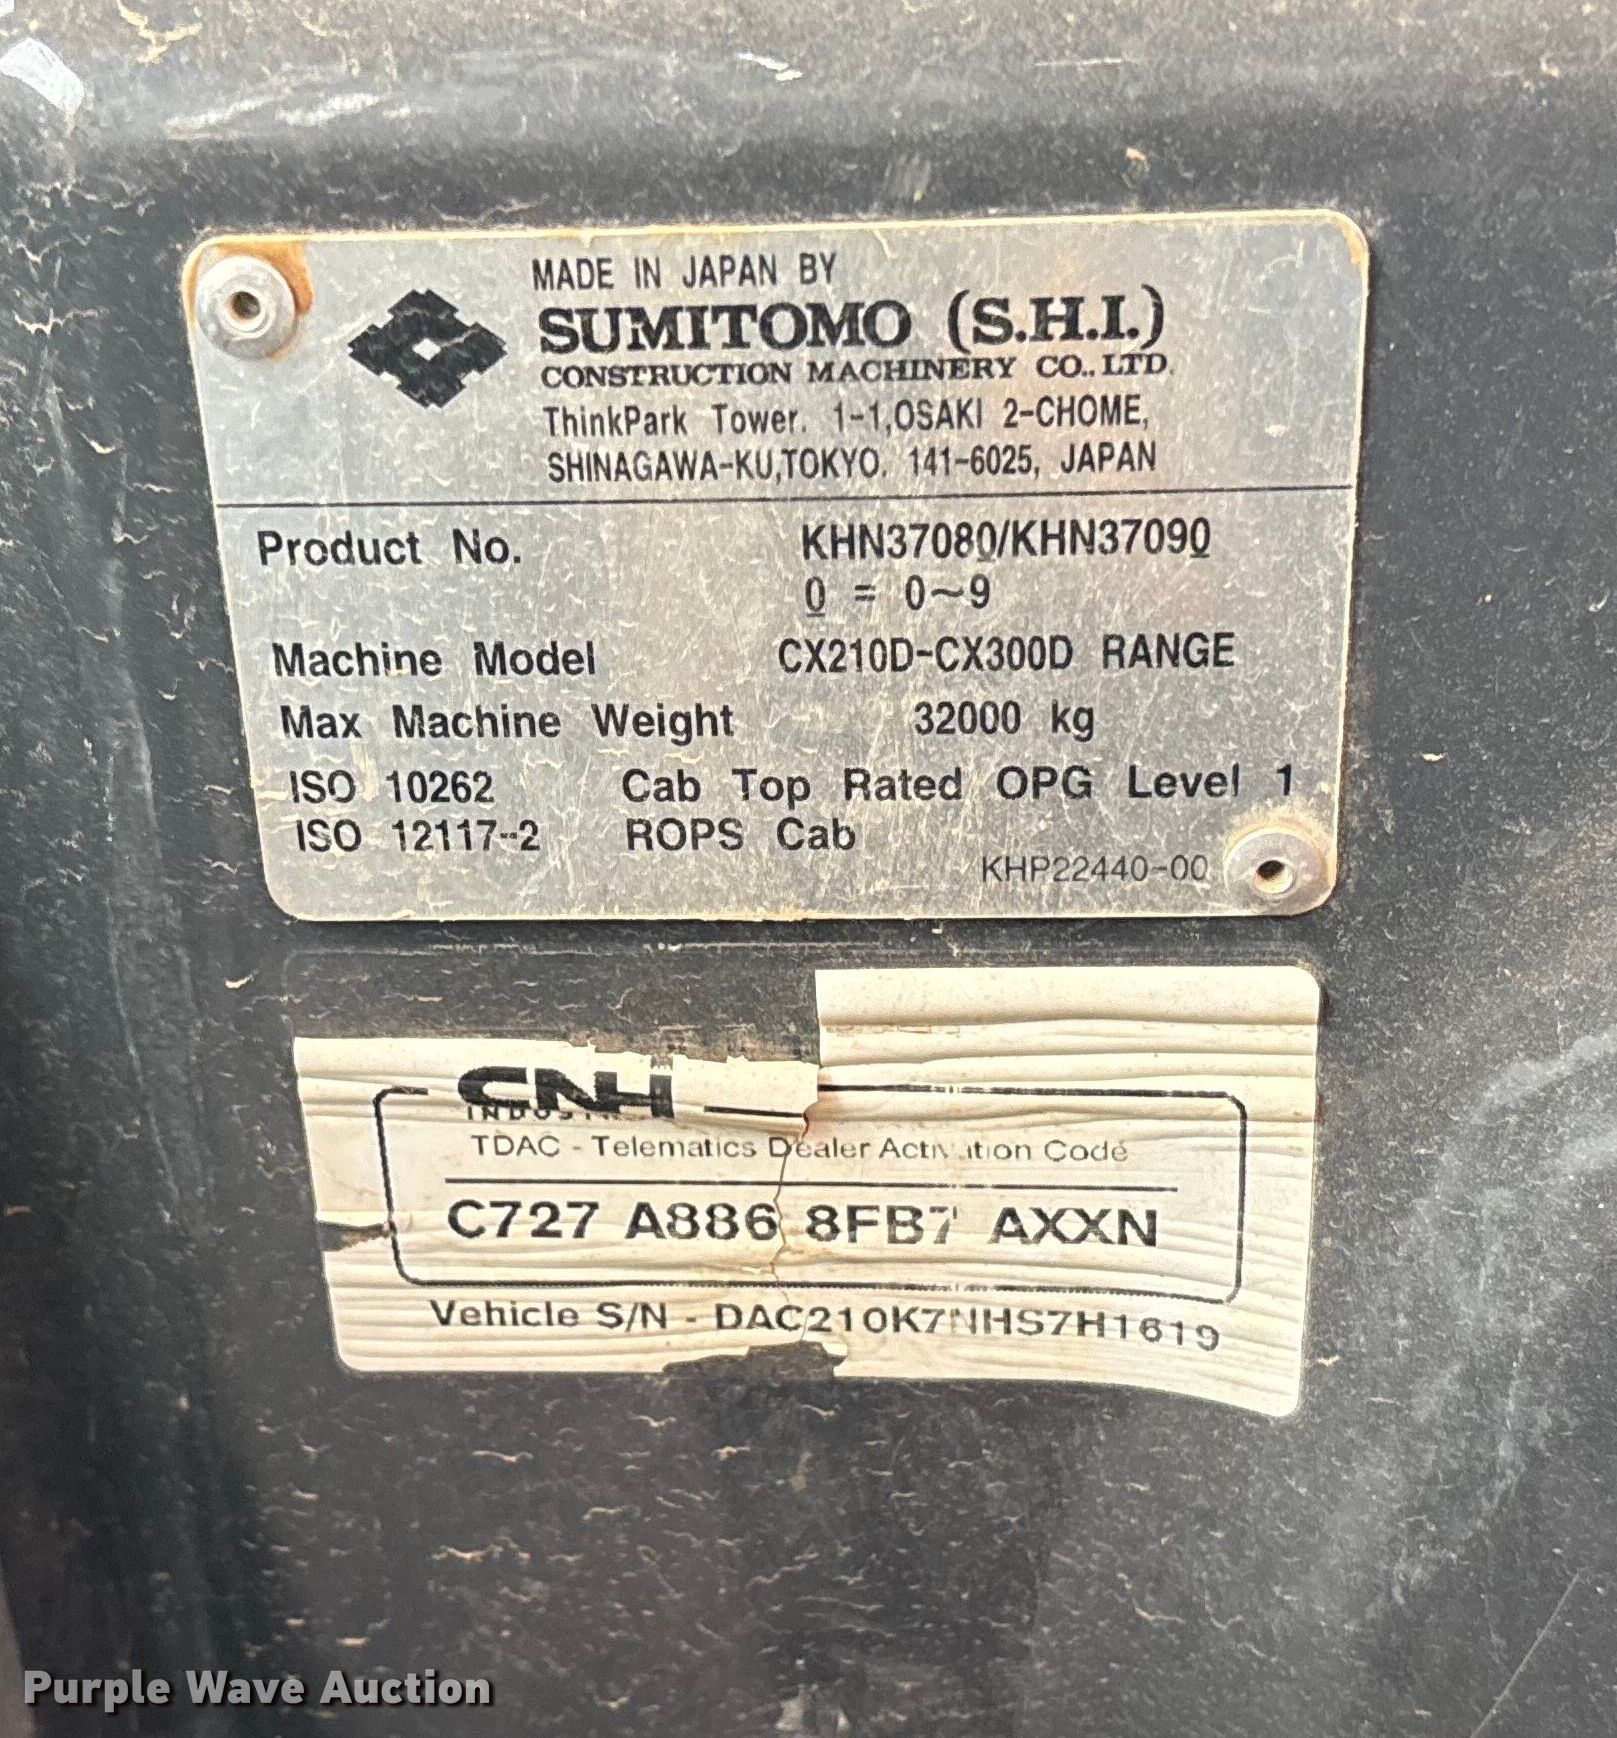 MADE IN JAPAN BY
SUMITOMO (S.H.I.)
CONSTRUCTION MACHINERY CO.. LTD.
ThinkPark Tower. 1-1,OSAKI 2-CHOME,
SHINAGAWA-KU,TOKYO. 141-6025, JAPAN
Product No. KHN37080/KHN37090
0 = 0~9
Machine Model CX210D-CX300D RANGE
Max Machine Weight 32000 kg
ISO 10262 Cab Top Rated OPG Level 1
ISO 12117-2 ROPS Cab
KHP22440-00
CNH
TDAC - Telematics Dealer Activation Code
C727 A886 8FB7 AXXN
Vehicle S/N - DAC210K7NHS7H1619
Purple Wave Auction